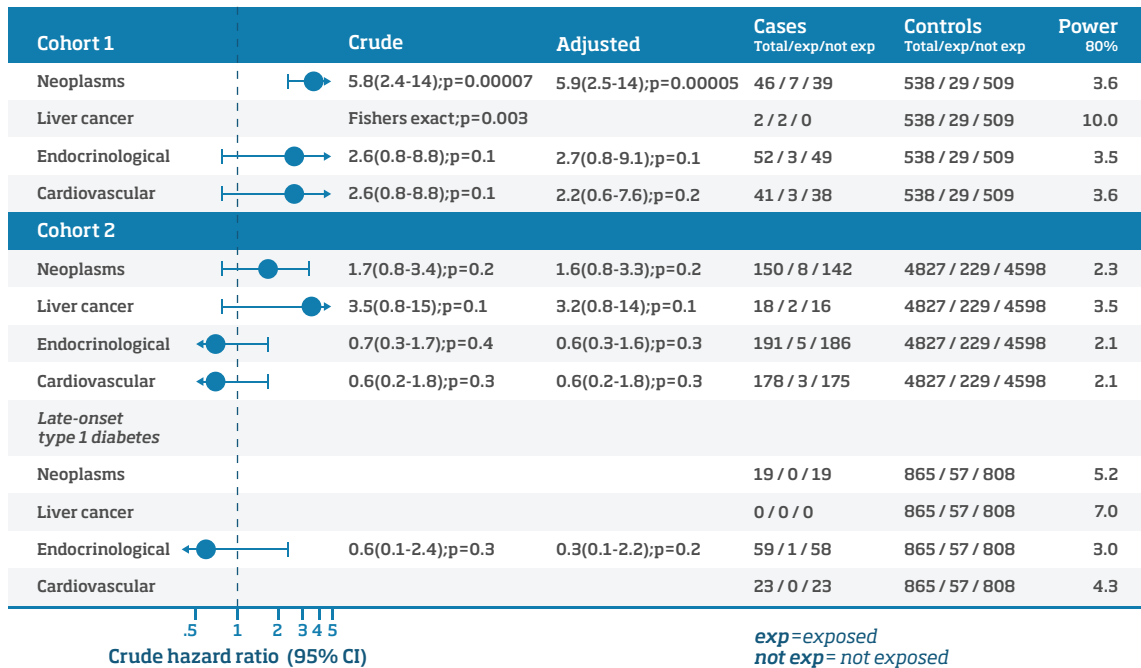 Cohort 1 Crude Adjusted Cases Controls Power
Total/exp/not exp Total/exp/not exp 80%
Neoplasms 5.8(2.4-14);p=0.00007 5.9(2.5-14);p=0.00005 46 / 7 / 39 538 / 29 / 509 3.6
Liver cancer Fishers exact;p=0.003 2 / 2 / 0 538 / 29 / 509 10.0
Endocrinological 2.6(0.8-8.8);p=0.1 2.7(0.8-9.1);p=0.1 52 / 3 / 49 538 / 29 / 509 3.5
Cardiovascular 2.6(0.8-8.8);p=0.1 2.2(0.6-7.6);p=0.2 41 / 3 / 38 538 / 29 / 509 3.6
Cohort 2
Neoplasms 1.7(0.8-3.4);p=0.2 1.6(0.8-3.3);p=0.2 150 / 8 / 142 4827 / 229 / 4598 2.3
Liver cancer 3.5(0.8-15);p=0.1 3.2(0.8-14);p=0.1 18 / 2 / 16 4827 / 229 / 4598 3.5
Endocrinological 0.7(0.3-1.7);p=0.4 0.6(0.3-1.6);p=0.3 191 / 5 / 186 4827 / 229 / 4598 2.1
Cardiovascular 0.6(0.2-1.8);p=0.3 0.6(0.2-1.8);p=0.3 178 / 3 / 175 4827 / 229 / 4598 2.1
Late-onset
type 1 diabetes
Neoplasms 19 / 0 / 19 865 / 57 / 808 5.2
Liver cancer 0 / 0 / 0 865 / 57 / 808 7.0
Endocrinological 0.6(0.1-2.4);p=0.3 0.3(0.1-2.2);p=0.2 59 / 1 / 58 865 / 57 / 808 3.0
Cardiovascular 23 / 0 / 23 865 / 57 / 808 4.3
.5 1 2 3 4 5
Crude hazard ratio (95% CI)
exp=exposed
not exp= not exposed